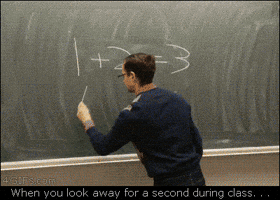 1+2=3
When you look away for a second during class. . .